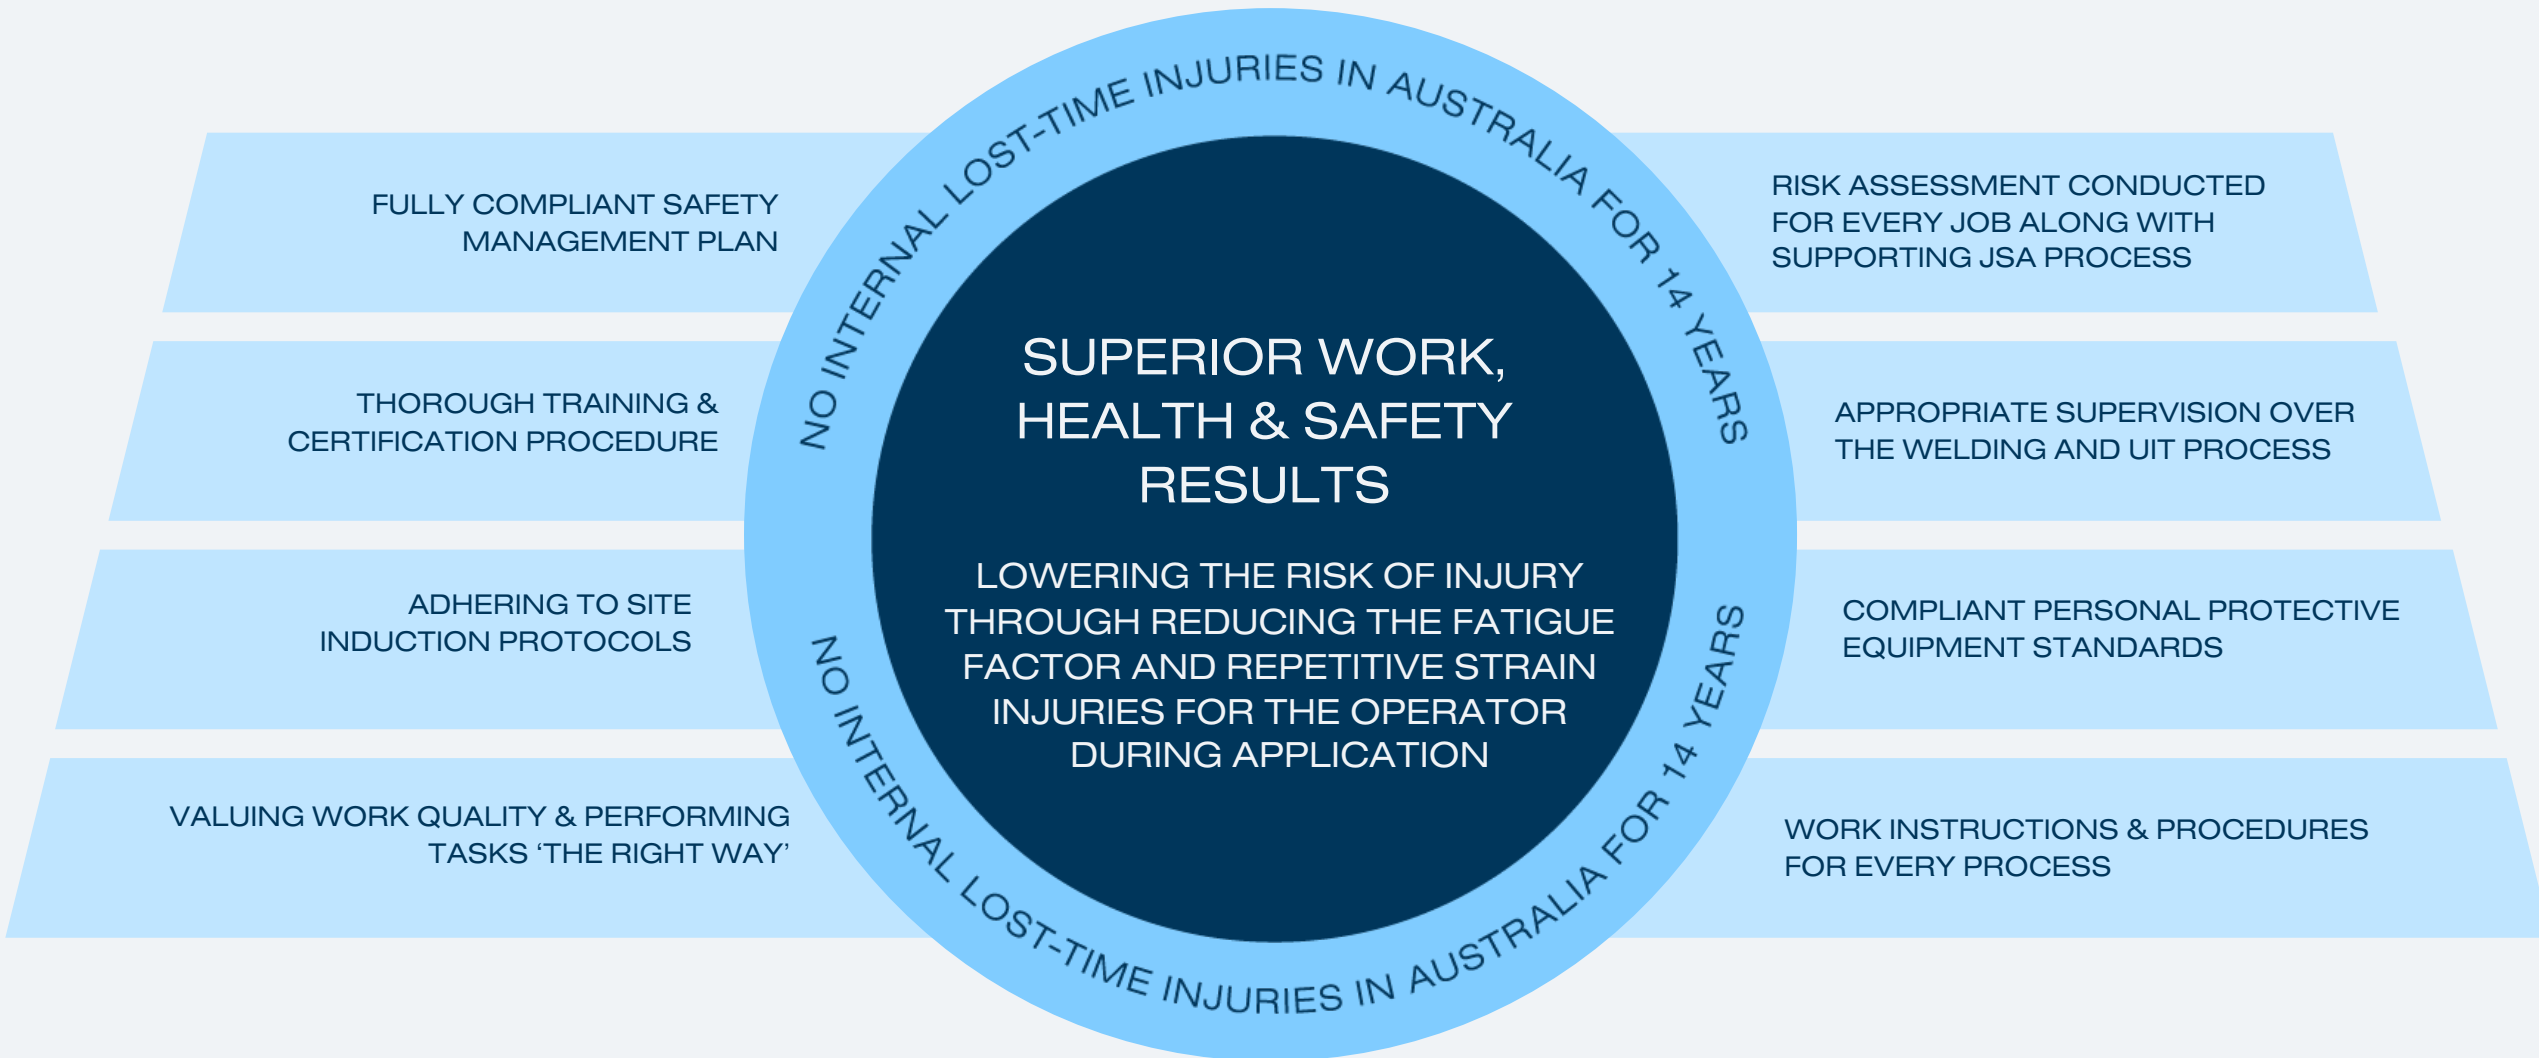 NO INTERNAL LOST-TIME INJURIES IN AUSTRALIA FOR 14 YEARS
FULLY COMPLIANT SAFETY
MANAGEMENT PLAN
THOROUGH TRAINING &
CERTIFICATION PROCEDURE
ADHERING TO SITE
INDUCTION PROTOCOLS
VALUING WORK QUALITY & PERFORMING
TASKS ‘THE RIGHT WAY’
SUPERIOR WORK,
HEALTH & SAFETY
RESULTS
LOWERING THE RISK OF INJURY
THROUGH REDUCING THE FATIGUE
FACTOR AND REPETITIVE STRAIN
INJURIES FOR THE OPERATOR
DURING APPLICATION
RISK ASSESSMENT CONDUCTED
FOR EVERY JOB ALONG WITH
SUPPORTING JSA PROCESS
APPROPRIATE SUPERVISION OVER
THE WELDING AND UIT PROCESS
COMPLIANT PERSONAL PROTECTIVE
EQUIPMENT STANDARDS
WORK INSTRUCTIONS & PROCEDURES
FOR EVERY PROCESS
NO INTERNAL LOST-TIME INJURIES IN AUSTRALIA FOR 14 YEARS